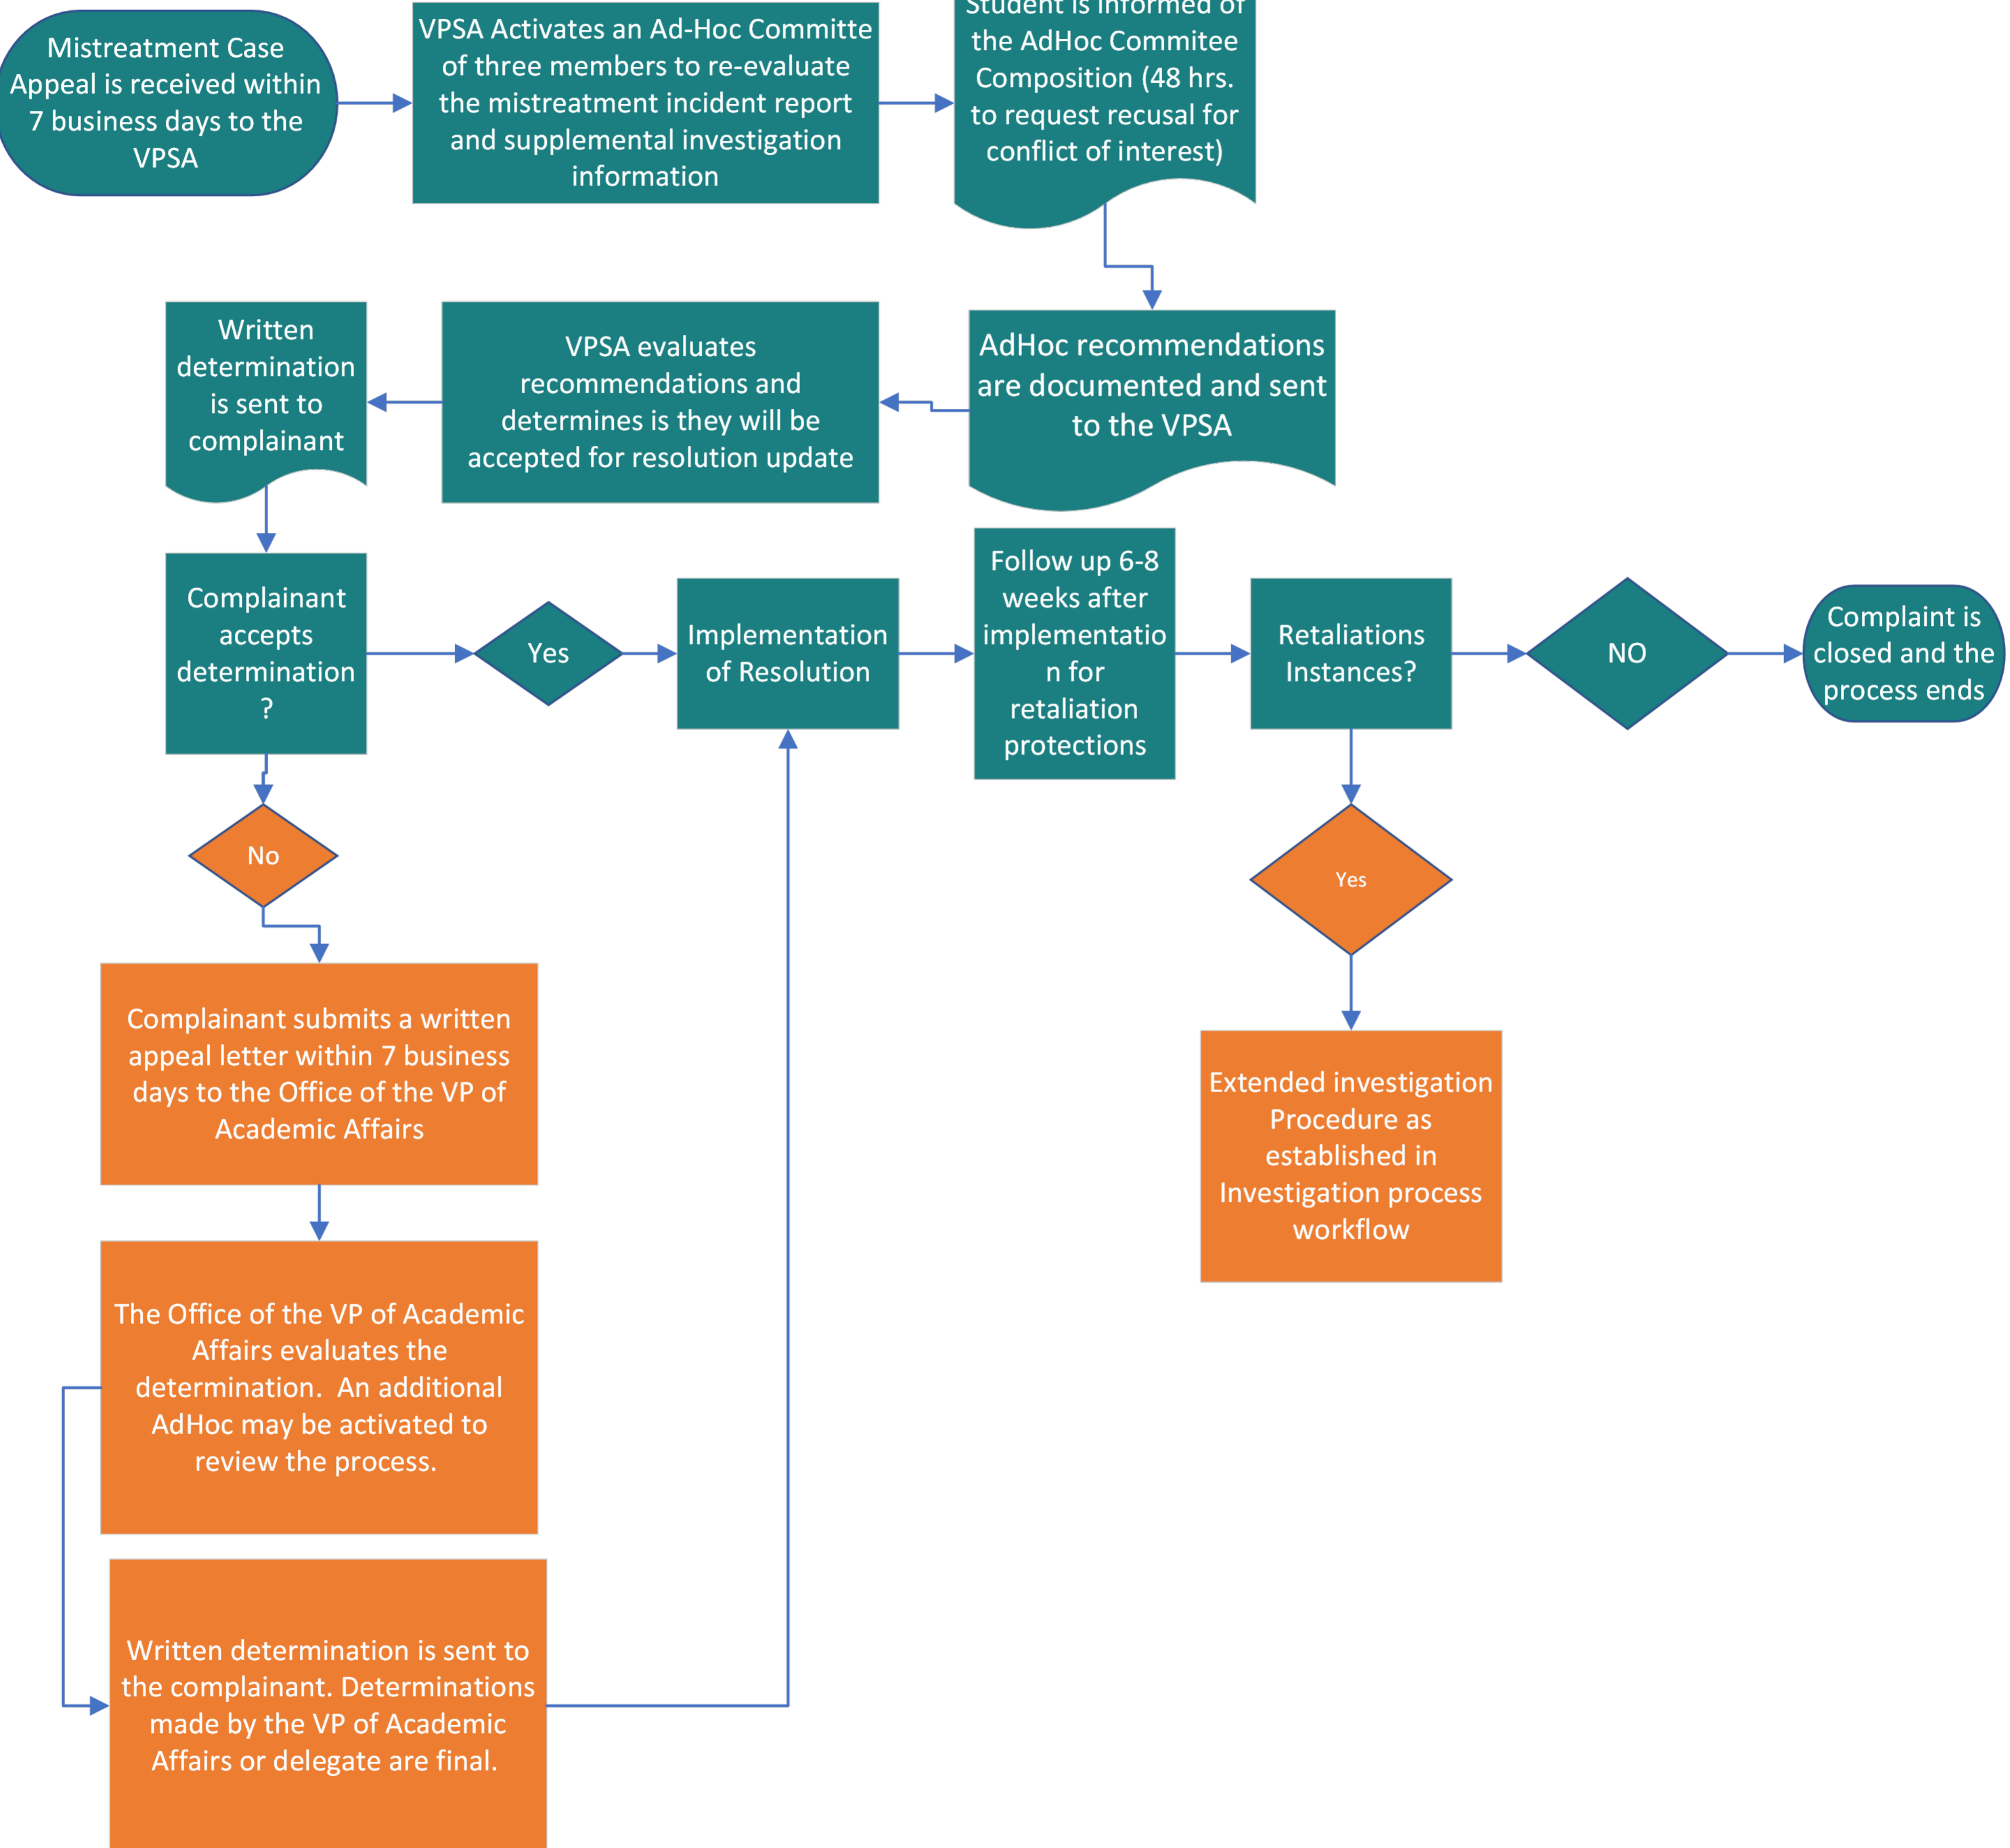 Mistreatment Case
Appeal is received within
7 business days to the
VPSA
VPSA Activates an Ad-Hoc Committe
of three members to re-evaluate
the mistreatment incident report
and supplemental investigation
information
Student is informed of
the AdHoc Commitee
Composition (48 hrs.
to request recusal for
conflict of interest)
AdHoc recommendations
are documented and sent
to the VPSA
VPSA evaluates
recommendations and
determines is they will be
accepted for resolution update
Written
determination
is sent to
complainant
Complainant
accepts
determination
?
Yes
Implementation
of Resolution
Follow up 6-8
weeks after
implementatio
n for
retaliation
protections
Retaliations
Instances?
NO
Complaint is
closed and the
process ends
No
Yes
Complainant submits a written
appeal letter within 7 business
days to the Office of the VP of
Academic Affairs
Extended investigation
Procedure as
established in
Investigation process
workflow
The Office of the VP of Academic
Affairs evaluates the
determination.  An additional
AdHoc may be activated to
review the process.
Written determination is sent to
the complainant. Determinations
made by the VP of Academic
Affairs or delegate are final.